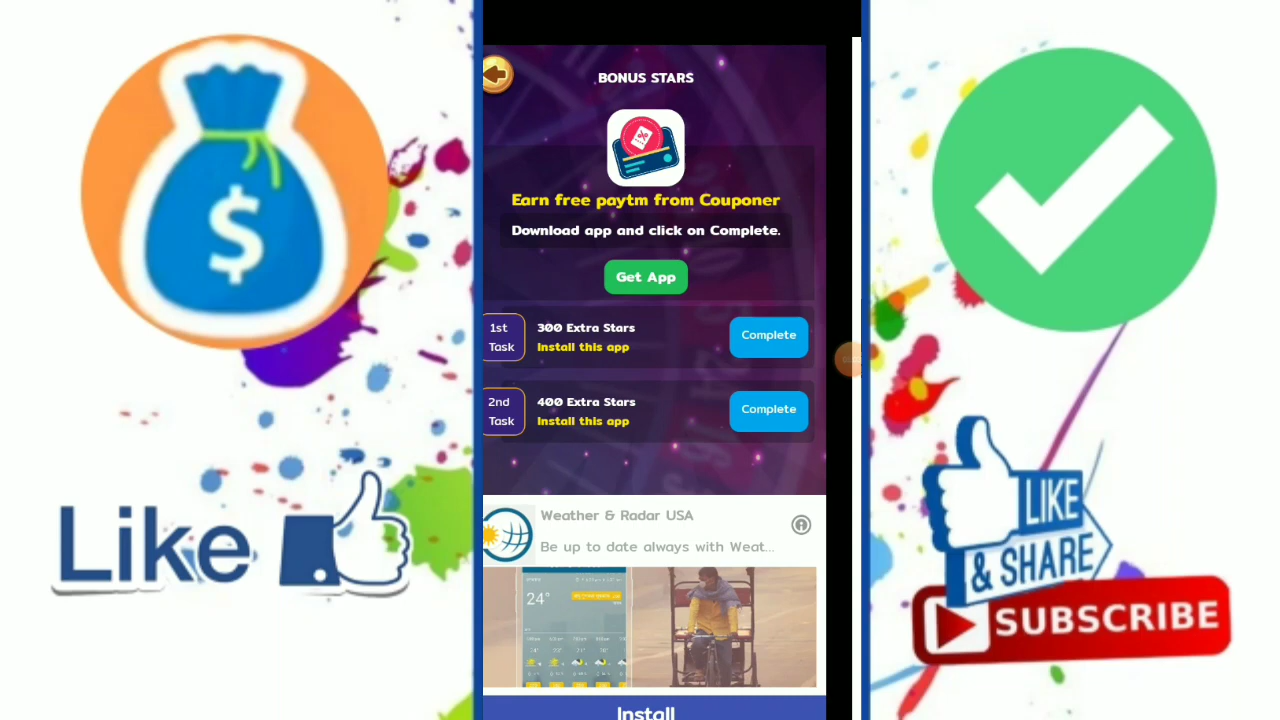 BONUS STARS
Earn free paytm from Couponer
Download app and click on Complete.
Get App
1st
Task
300 Extra Stars
Install this app
Complete
2nd
Task
400 Extra Stars
Install this app
Complete
Weather & Radar USA
Be up to date always with Weat...
24°
Install
$
%
Like
LIKE
& SHARE
SUBSCRIBE